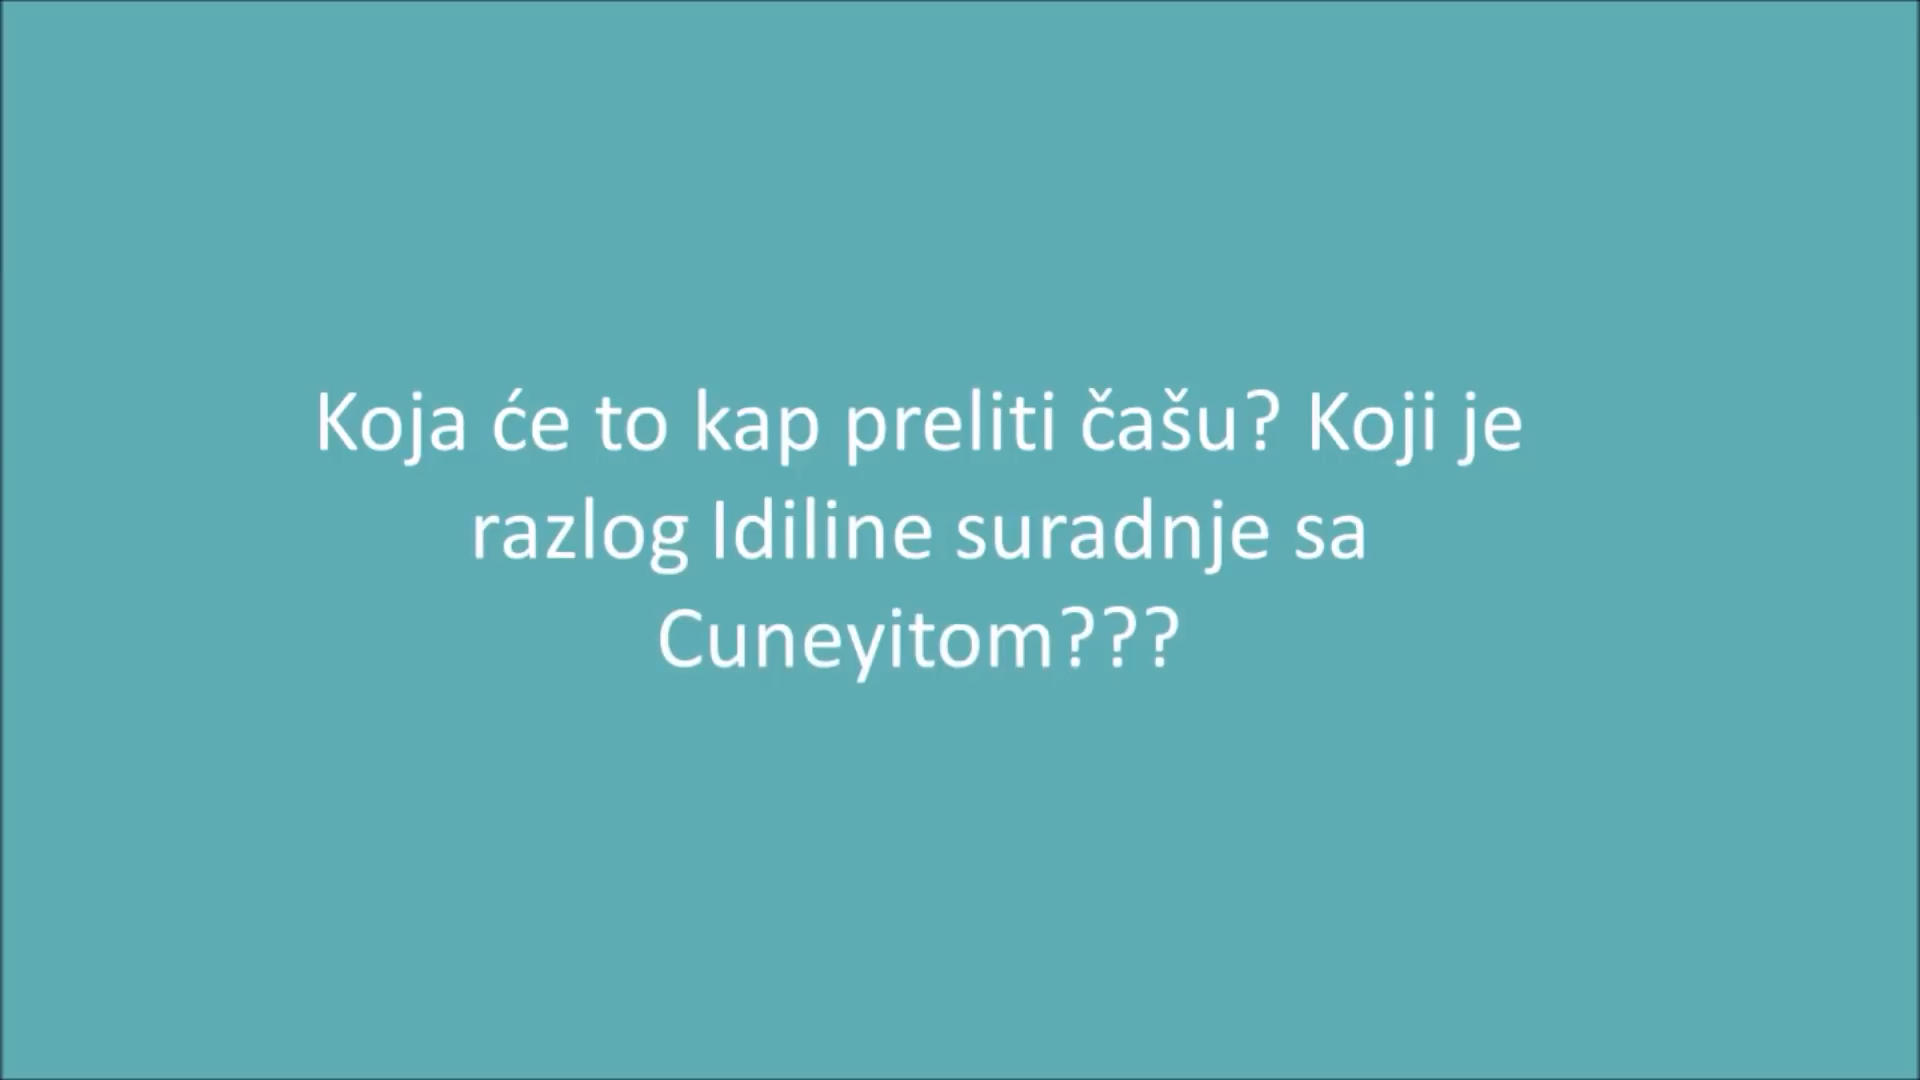 Koja će to kap preliti čašu? Koji je
razlog Idiline suradnje sa
Cuneyitom???